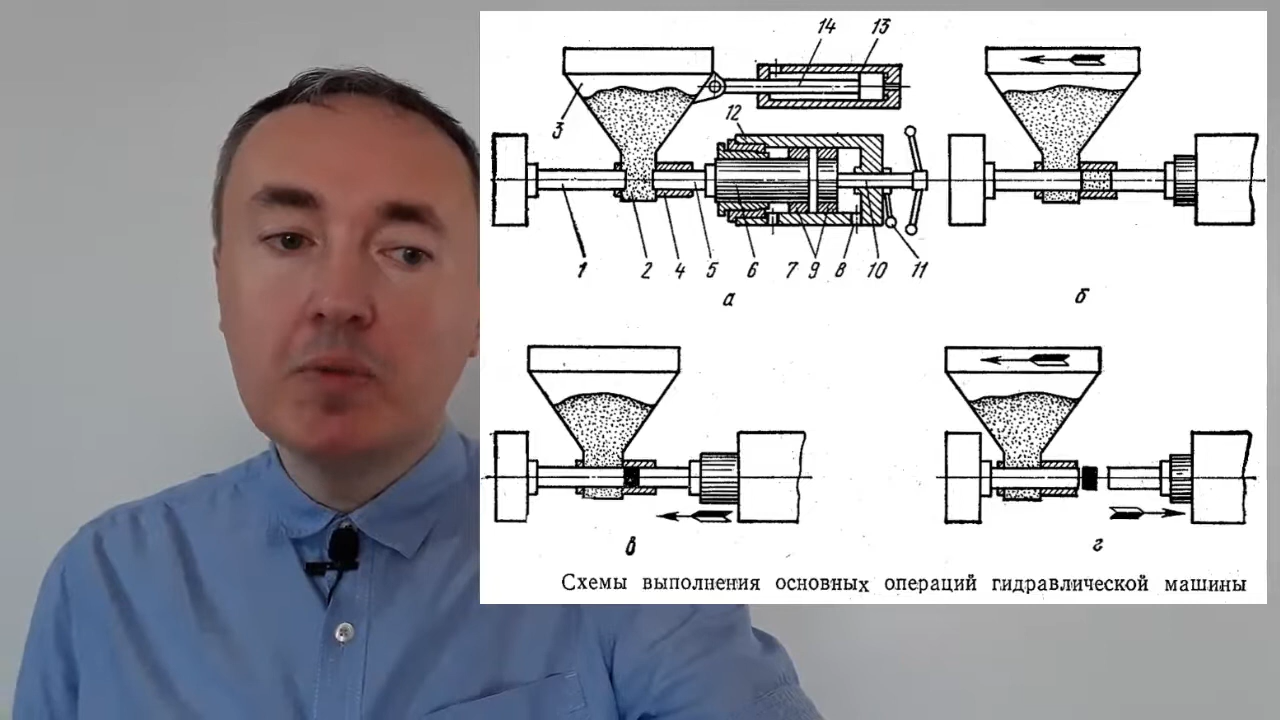 14 13
3 12
1 2 4 5 6 7 9 8 10 11
а б
в г
Схемы выполнения основных операций гидравлической машины